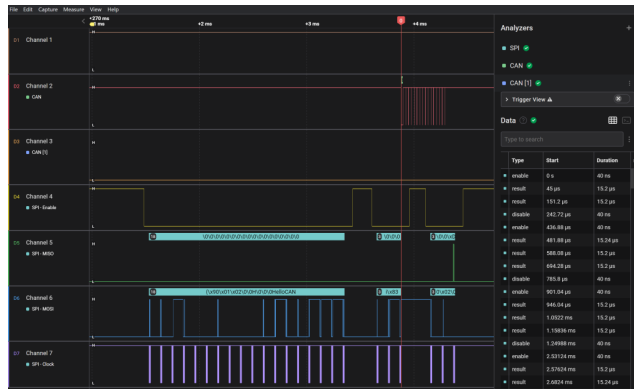 File Edit Capture Measure View Help
+270 ms
+1 ms
+2 ms
+3 ms
+4 ms
D1 Channel 1
D2 Channel 2
CAN
D3 Channel 3
CAN [1]
D4 Channel 4
SPI - Enable
D5 Channel 5
SPI - MISO
D6 Channel 6
SPI - MOSI
D7 Channel 7
SPI - Clock
Analyzers
SPI
CAN
CAN [1]
Trigger View
Data
Type to search
Type Start Duration
enable 0 s 40 ns
result 45 µs 15.2 µs
result 151.2 µs 15.2 µs
disable 242.72 µs 40 ns
enable 436.88 µs 40 ns
result 481.88 µs 15.24 µs
result 588.08 µs 15.2 µs
result 694.28 µs 15.2 µs
disable 785.8 µs 40 ns
enable 901.04 µs 40 ns
result 946.04 µs 15.2 µs
result 1.0522 ms 15.2 µs
result 1.15836 ms 15.2 µs
disable 1.24988 ms 40 ns
enable 2.53124 ms 40 ns
result 2.57624 ms 15.2 µs
result 2.6824 ms 15.24 µs